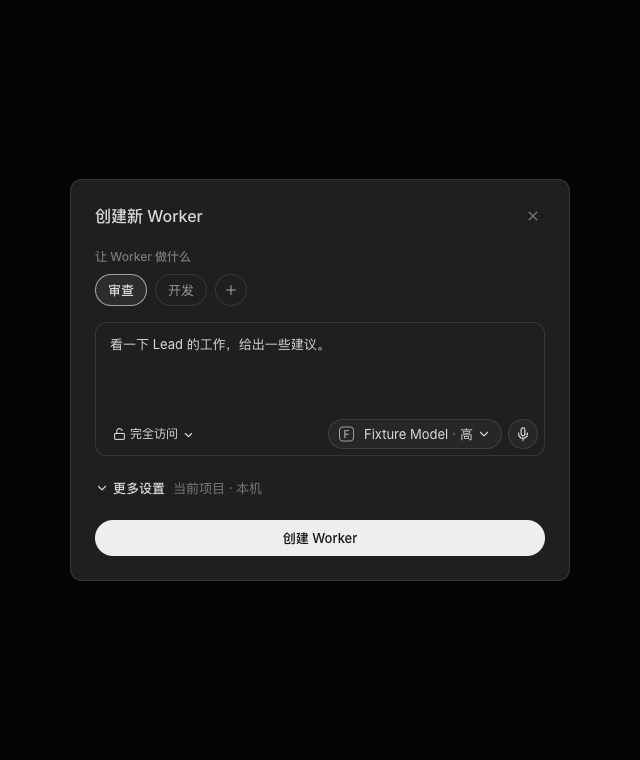 创建新 Worker
让 Worker 做什么
审查 开发
看一下 Lead 的工作，给出一些建议。
完全访问 F Fixture Model · 高
更多设置 当前项目 · 本机
创建 Worker